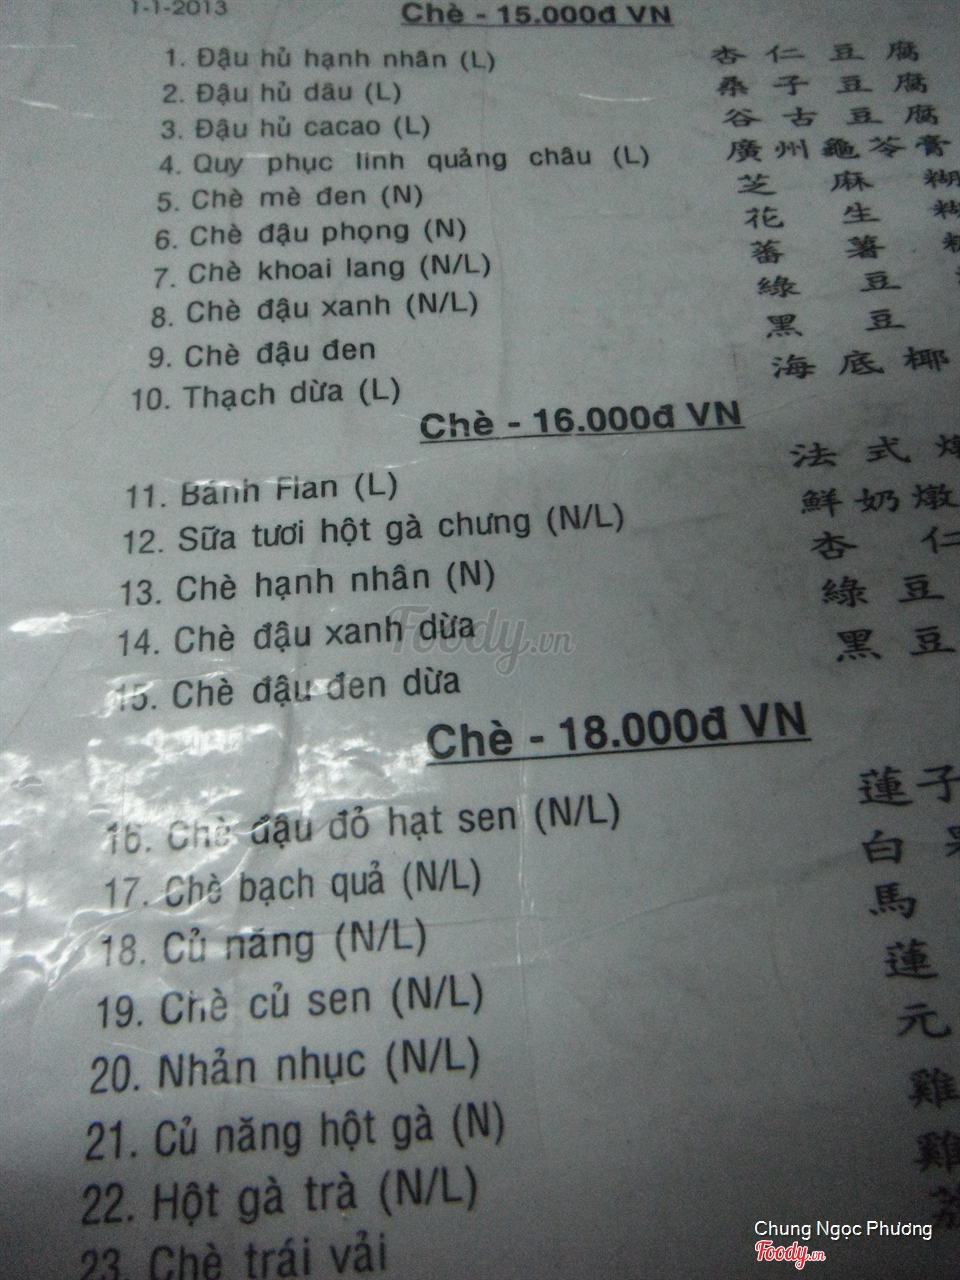 1-1-2013
Chè - 15.000đ VN
1. Đậu hủ hạnh nhân (L) 杏仁豆腐
2. Đậu hủ dâu (L) 桑子豆腐
3. Đậu hủ cacao (L) 谷古豆腐
4. Quy phục linh quảng châu (L) 廣州龜苓膏
5. Chè mè đen (N) 芝麻糊
6. Chè đậu phọng (N) 花生糊
7. Chè khoai lang (N/L) 蕃薯
8. Chè đậu xanh (N/L) 綠豆
9. Chè đậu đen 黑豆
10. Thạch dừa (L) 海底椰
Chè - 16.000đ VN
11. Bánh Flan (L) 法式燉
12. Sữa tươi hột gà chưng (N/L) 鮮奶燉
13. Chè hạnh nhân (N) 杏仁
14. Chè đậu xanh dừa 綠豆
15. Chè đậu đen dừa 黑豆
Foody.vn
Chè - 18.000đ VN
16. Chè đậu đỏ hạt sen (N/L) 蓮子
17. Chè bạch quả (N/L) 白果
18. Củ năng (N/L) 馬
19. Chè củ sen (N/L) 蓮
20. Nhản nhục (N/L) 元
21. Củ năng hột gà (N) 雞
22. Hột gà trà (N/L) 雞
23. Chè trái vải 荔
Chung Ngọc Phương
Foody.vn